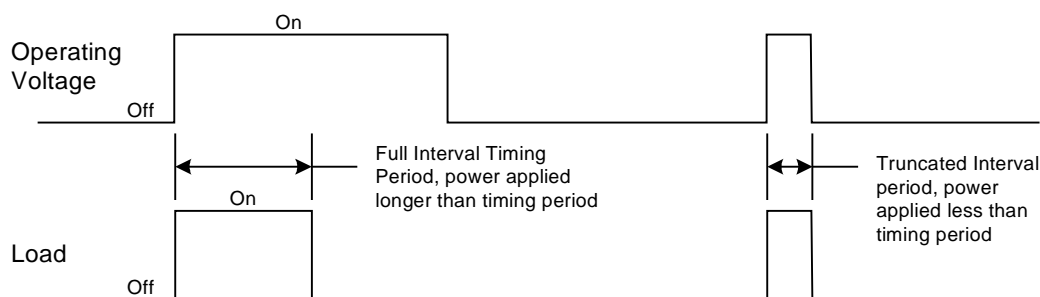 On
Operating
Voltage
Off
Full Interval Timing
Period, power applied
longer than timing period
Truncated Interval
period, power
applied less than
timing period
On
Load
Off